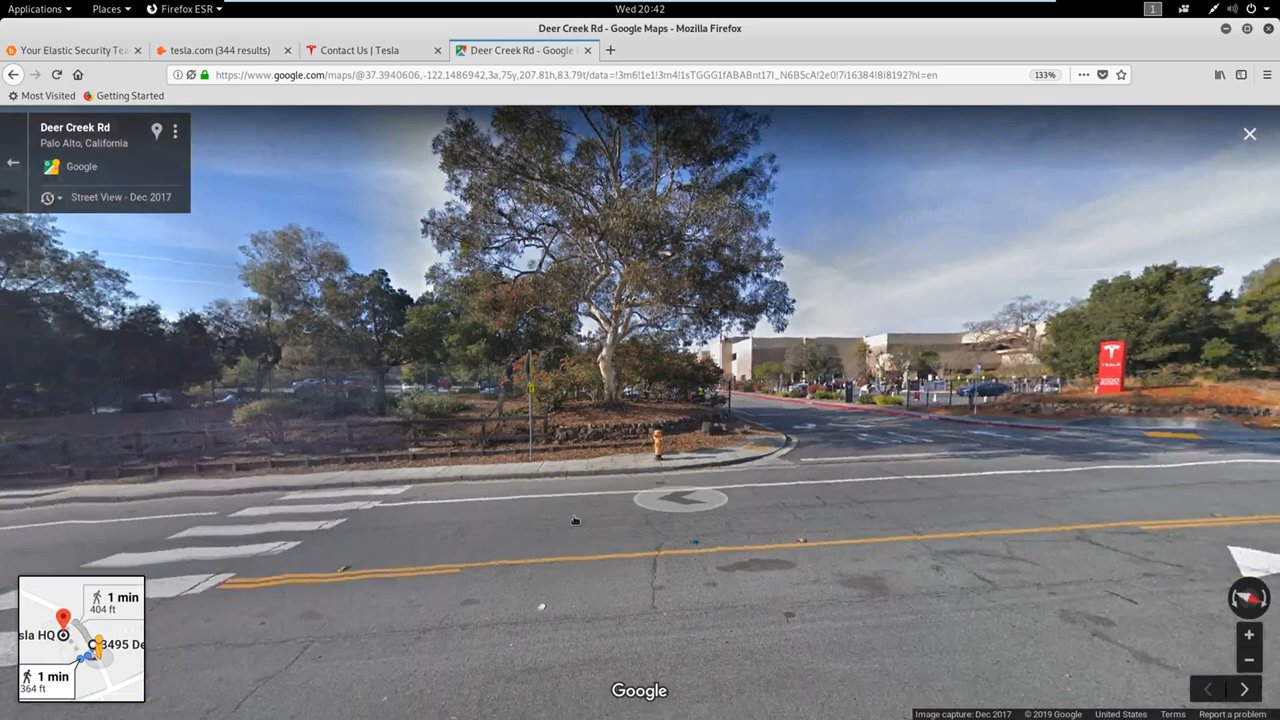 Applications
Places
Firefox ESR
Wed 20:42
1
Deer Creek Rd - Google Maps - Mozilla Firefox
Your Elastic Security Tea
tesla.com (344 results)
Contact Us | Tesla
Deer Creek Rd - Google M
https://www.google.com/maps/@37.3940606,-122.1486942,3a,75y,207.81h,83.79t/data=!3m6!1e1!3m4!1sTGGG1fABABnt17I_N6B5cA!2e0!7i16384!8i8192?hl=en
133%
Most Visited
Getting Started
Deer Creek Rd
Palo Alto, California
Google
Street View - Dec 2017
TESLA
3500
1 min
404 ft
sla HQ
3495 De
1 min
364 ft
Google
Image capture: Dec 2017 © 2019 Google United States Terms Report a problem